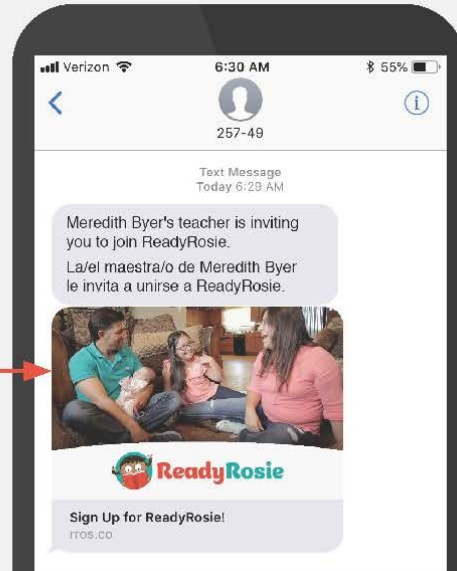 Verizon 6:30 AM 55%
257-49
Text Message
Today 6:29 AM
Meredith Byer's teacher is inviting
you to join ReadyRosie.
La/el maestra/o de Meredith Byer
le invita a unirse a ReadyRosie.
ReadyRosie
Sign Up for ReadyRosie!
rros.co